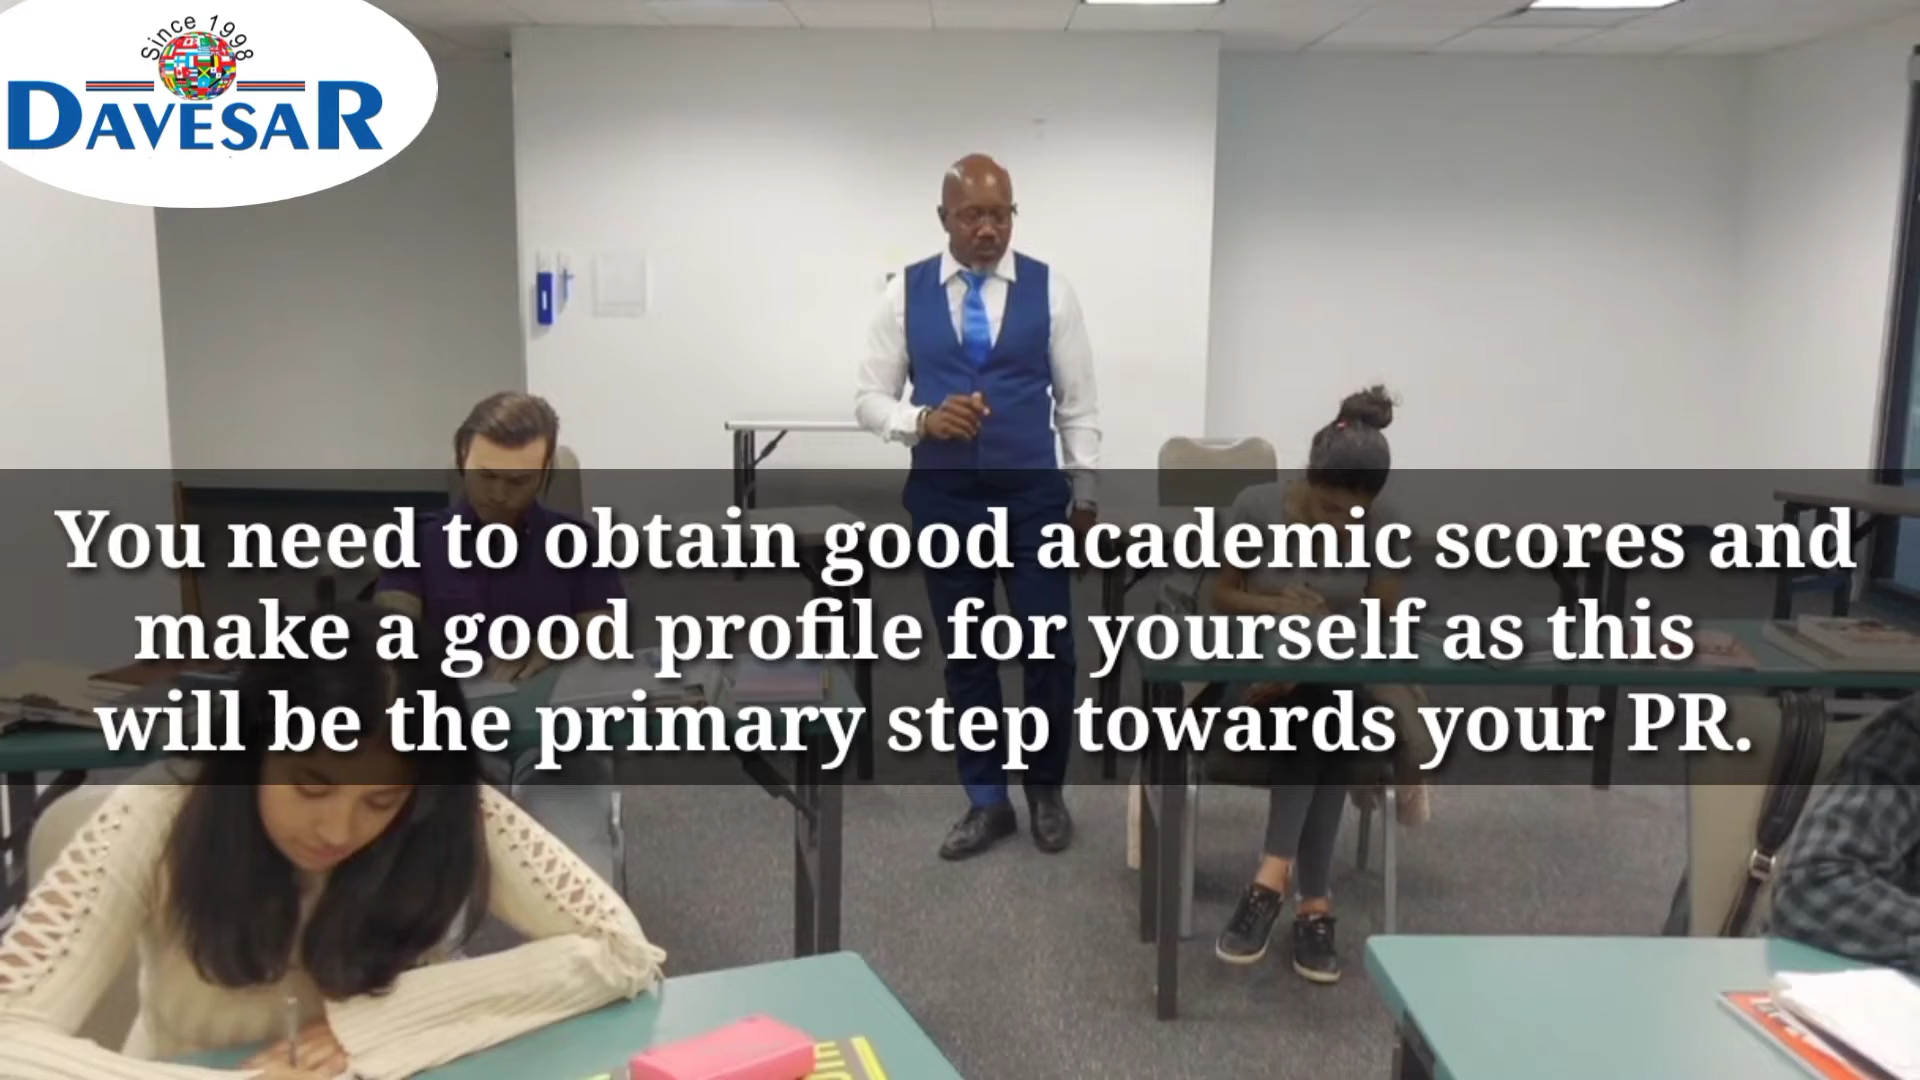 Since 1998
DAVESAR
You need to obtain good academic scores and
make a good profile for yourself as this
will be the primary step towards your PR.